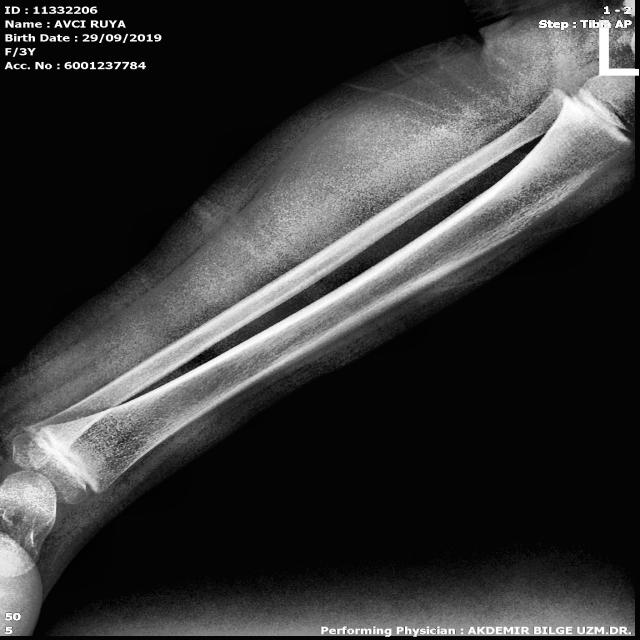 ID : 11332206
1 - 2
Name : AVCI RUYA
Step : Tibia AP
Birth Date : 29/09/2019
F/3Y
L
Acc. No : 6001237784
50
5
Performing Physician : AKDEMIR BILGE UZM.DR.